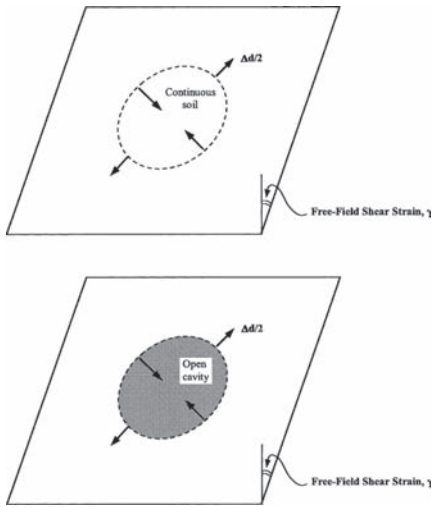 Δd/2
Continuous
soil
Free-Field Shear Strain, γ
Δd/2
Open
cavity
Free-Field Shear Strain, γ